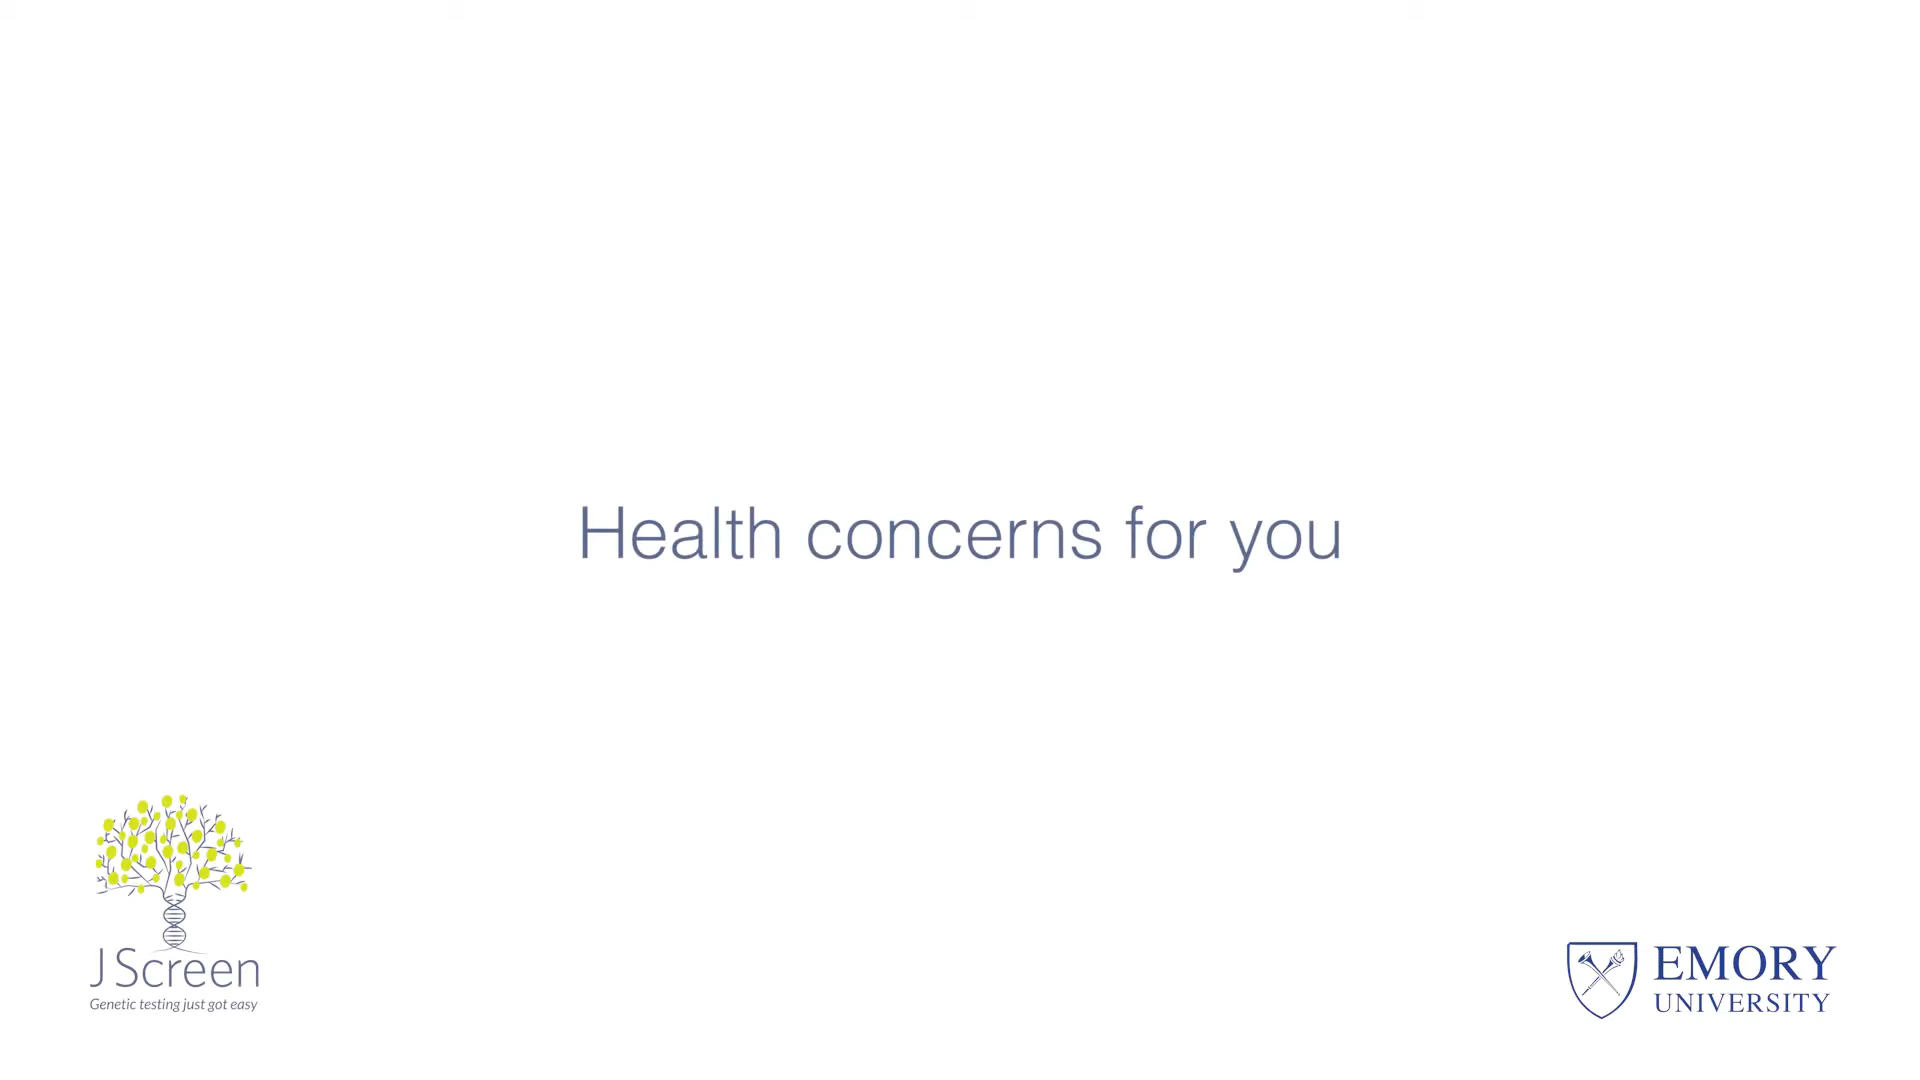 Health concerns for you
J Screen
Genetic testing just got easy
EMORY
UNIVERSITY